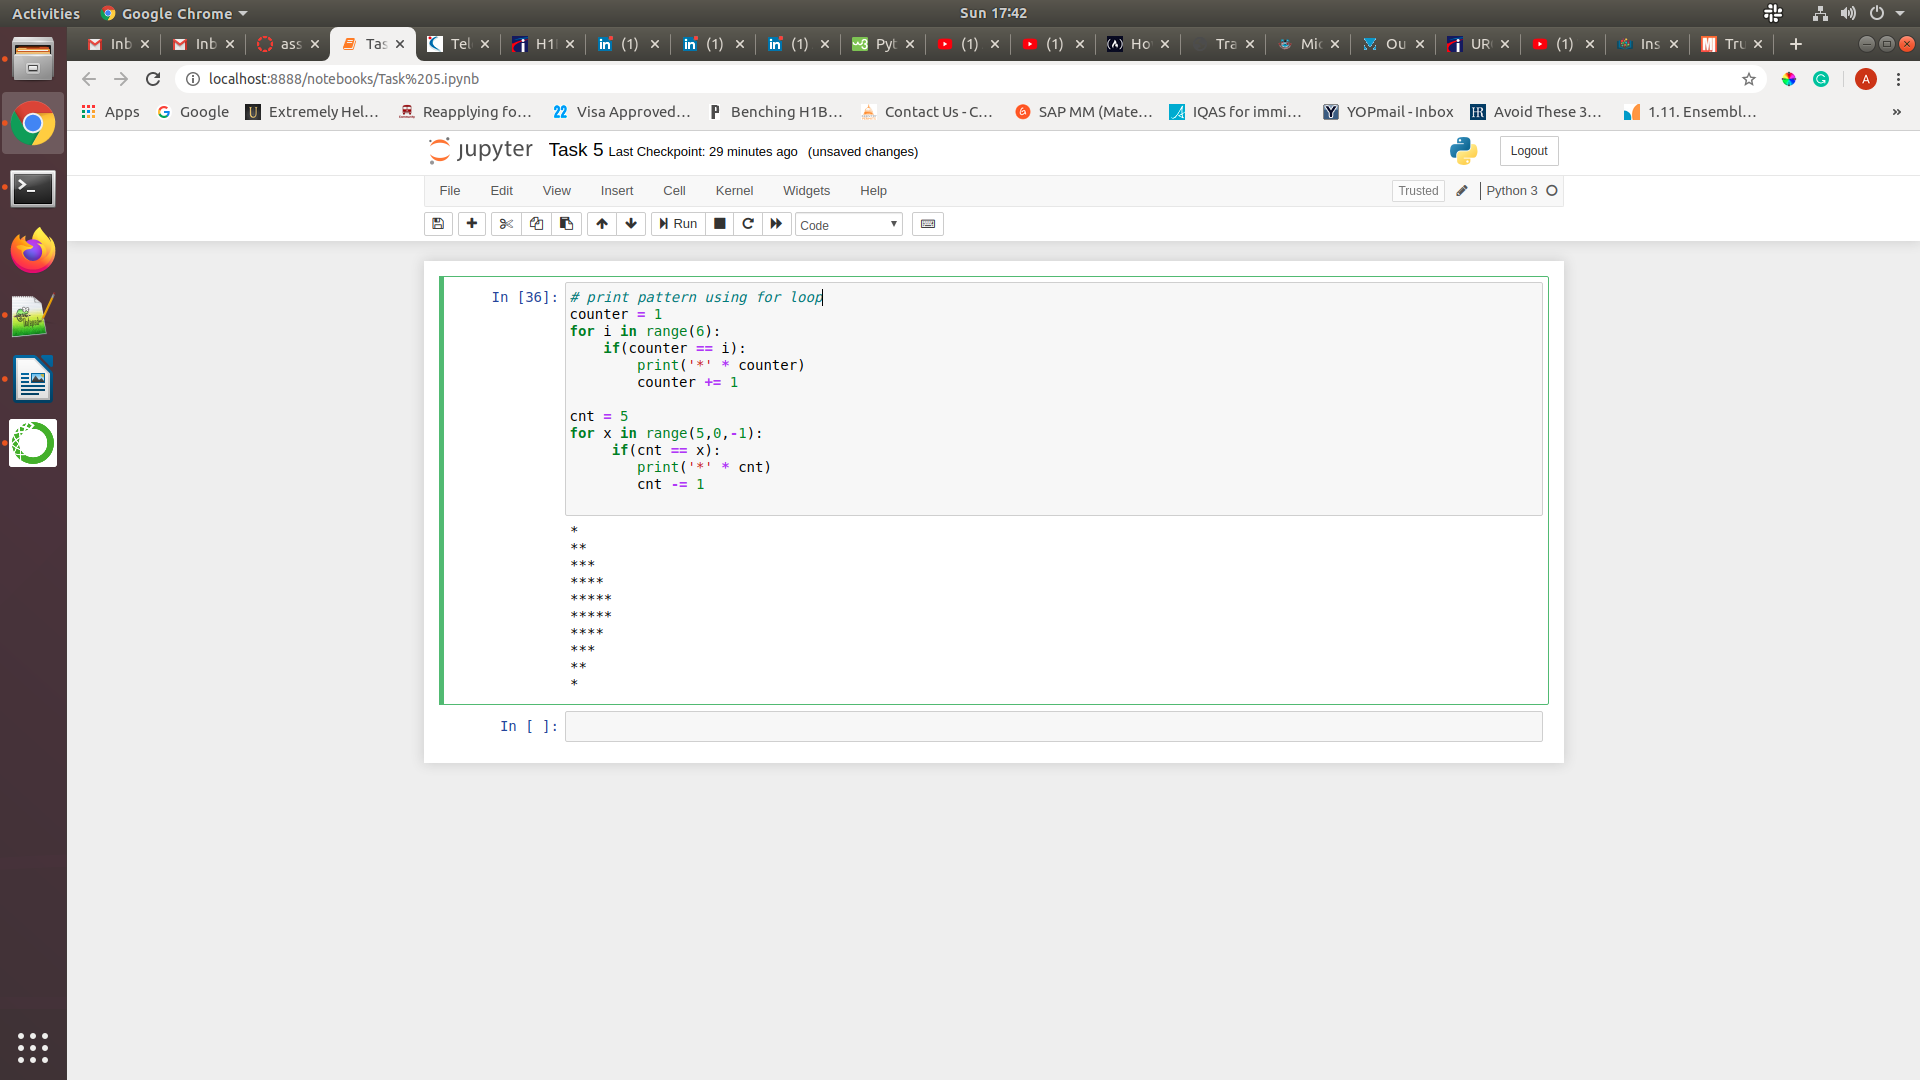 Activities Google Chrome Sun 17:42
Inb Inb ass Tas Tel H1 (1) (1) (1) Pyt (1) (1) Ho Tra Mic Ou UR (1) Ins Tru
localhost:8888/notebooks/Task%205.ipynb A
Apps Google Extremely Hel... Reapplying fo... 22 Visa Approved... Benching H1B... Contact Us - C... SAP MM (Mate... IQAS for immi... YOPmail - Inbox HR Avoid These 3... 1.11. Ensembl... »
jupyter Task 5 Last Checkpoint: 29 minutes ago (unsaved changes) Logout
File Edit View Insert Cell Kernel Widgets Help Trusted Python 3
Run Code
In [36]: # print pattern using for loop
counter = 1
for i in range(6):
    if(counter == i):
        print('*' * counter)
        counter += 1

cnt = 5
for x in range(5,0,-1):
     if(cnt == x):
        print('*' * cnt)
        cnt -= 1
*
**
***
****
*****
*****
****
***
**
*
In [ ]: